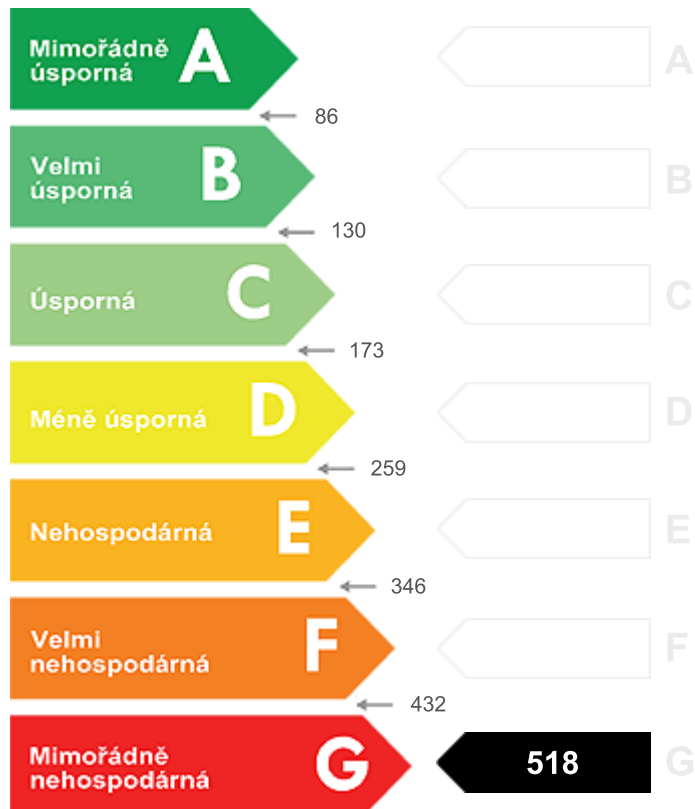 Mimořádně
úsporná
A
A
86
Velmi
úsporná
B
B
130
Úsporná
C
C
173
Méně úsporná
D
D
259
Nehospodárná
E
E
346
Velmi
nehospodárná
F
F
432
Mimořádně
nehospodárná
G
518
G